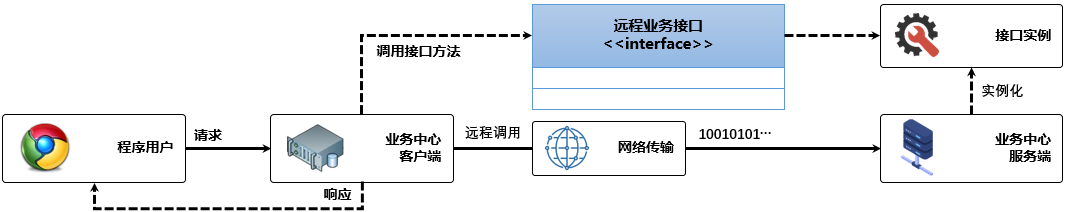 远程业务接口
<<interface>>
调用接口方法
接口实例
实例化
程序用户
请求
业务中心
客户端
远程调用
网络传输
10010101…
业务中心
服务端
响应